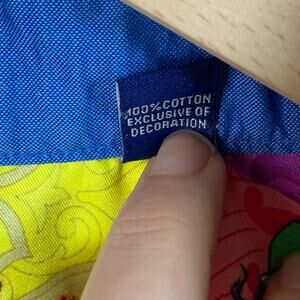 100% COTTON
EXCLUSIVE OF
DECORATION